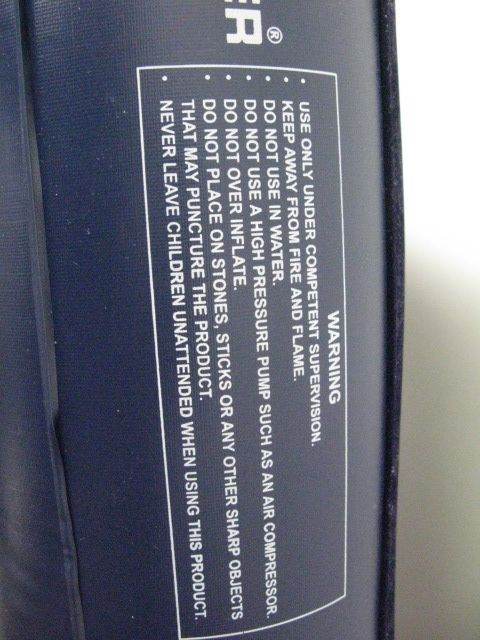 ER®
WARNING
• USE ONLY UNDER COMPETENT SUPERVISION.
• KEEP AWAY FROM FIRE AND FLAME.
• DO NOT USE IN WATER.
• DO NOT USE A HIGH PRESSURE PUMP SUCH AS AN AIR COMPRESSOR.
• DO NOT OVER INFLATE.
• DO NOT PLACE ON STONES, STICKS OR ANY OTHER SHARP OBJECTS
THAT MAY PUNCTURE THE PRODUCT.
• NEVER LEAVE CHILDREN UNATTENDED WHEN USING THIS PRODUCT.